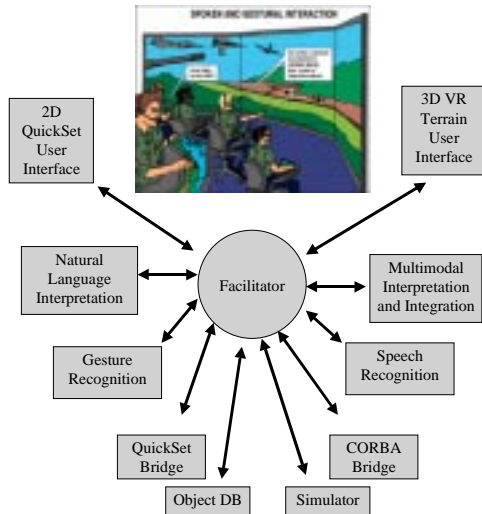 SPOKEN AND GESTURAL INTERACTION
2D
QuickSet
User
Interface
3D VR
Terrain
User
Interface
Natural
Language
Interpretation
Facilitator
Multimodal
Interpretation
and Integration
Gesture
Recognition
Speech
Recognition
QuickSet
Bridge
CORBA
Bridge
Object DB
Simulator